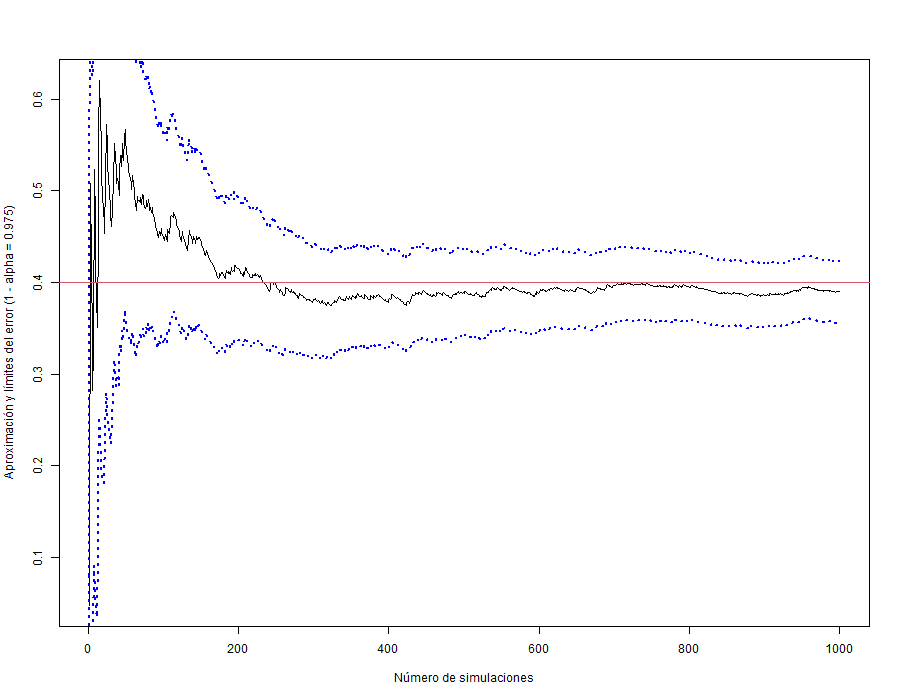 Aproximación y límites del error (1 - alpha = 0.975)
0.6
0.5
0.4
0.3
0.2
0.1
0 200 400 600 800 1000
Número de simulaciones